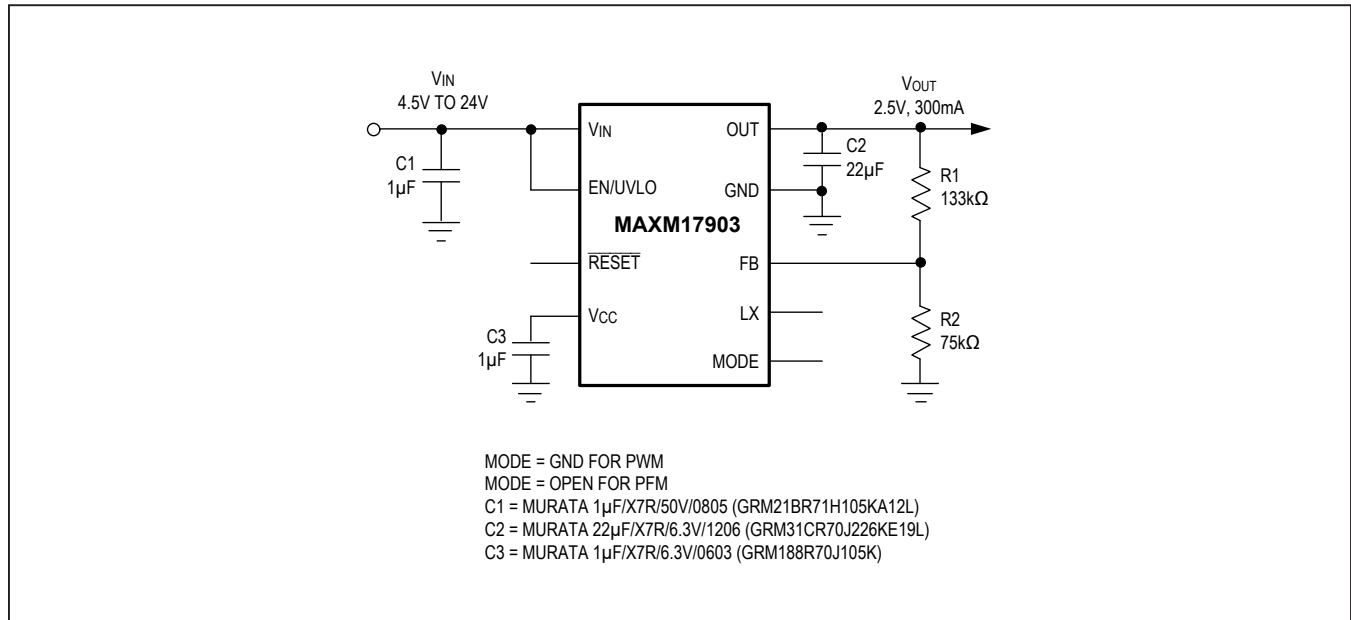 VIN
4.5V TO 24V
VOUT
2.5V, 300mA
VIN
OUT
C1
1µF
C2
22µF
EN/UVLO
GND
R1
133kΩ
MAXM17903
RESET
FB
VCC
LX
C3
1µF
R2
75kΩ
MODE
MODE = GND FOR PWM
MODE = OPEN FOR PFM
C1 = MURATA 1µF/X7R/50V/0805 (GRM21BR71H105KA12L)
C2 = MURATA 22µF/X7R/6.3V/1206 (GRM31CR70J226KE19L)
C3 = MURATA 1µF/X7R/6.3V/0603 (GRM188R70J105K)